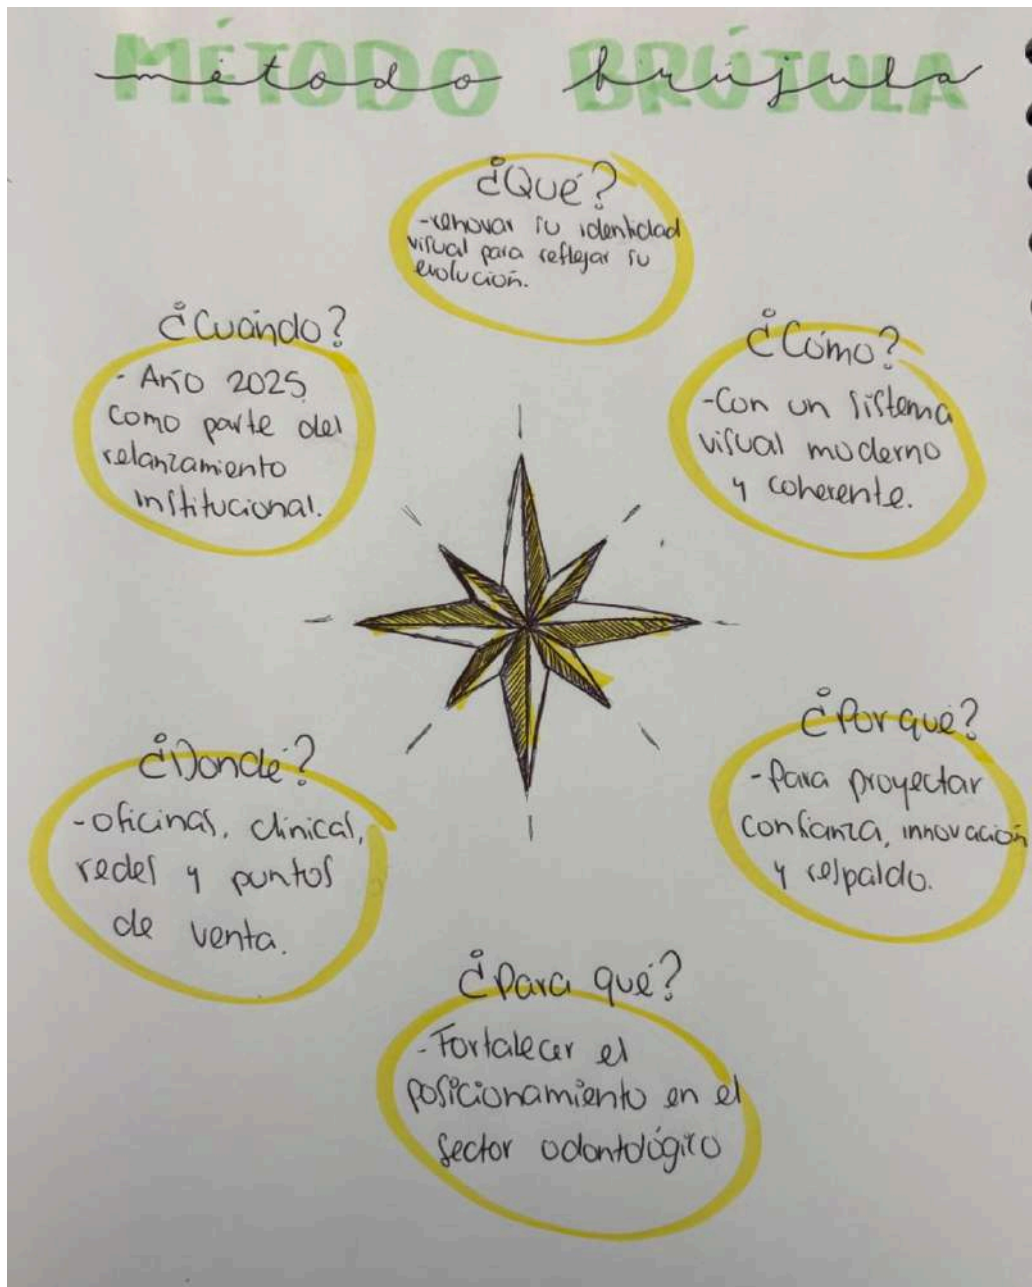 MÉTODO BRÚJULA
método brújula
¿Qué?
-renovar su identidad
visual para reflejar su
evolución.
¿Cómo?
-Con un sistema
visual moderno
y coherente.
¿Por qué?
-Para proyectar
confianza, innovación
y respaldo.
¿Para qué?
-Fortalecer el
posicionamiento en el
sector odontológico
¿Dónde?
-oficinas, clínicas,
redes y puntos
de venta.
¿Cuándo?
- Año 2025
como parte del
relanzamiento
institucional.